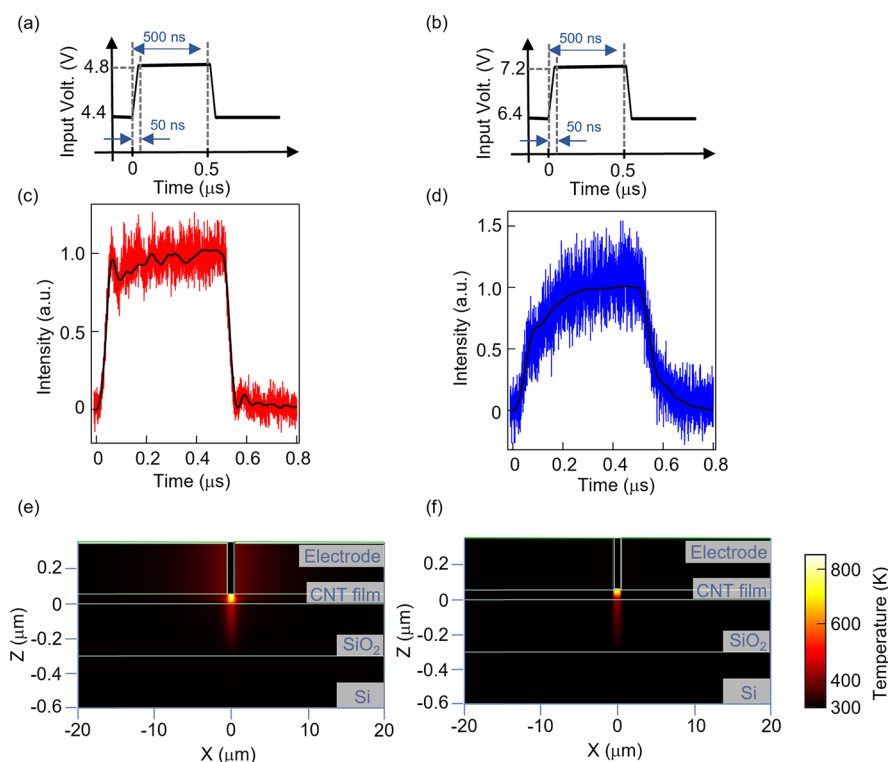 (a)
500 ns
4.8
4.4
50 ns
Input Volt. (V)
0
0.5
Time (μs)
(b)
500 ns
7.2
6.4
50 ns
Input Volt. (V)
0
0.5
Time (μs)
(c)
1.0
0.5
0
Intensity (a.u.)
0
0.2
0.4
0.6
0.8
Time (μs)
(d)
1.5
1.0
0.5
0
Intensity (a.u.)
0
0.2
0.4
0.6
0.8
Time (μs)
(e)
Electrode
CNT film
SiO₂
Si
0.2
0
-0.2
-0.4
-0.6
Z (μm)
-20
-10
0
10
20
X (μm)
(f)
Electrode
CNT film
SiO₂
Si
0.2
0
-0.2
-0.4
-0.6
Z (μm)
-20
-10
0
10
20
X (μm)
800
600
400
300
Temperature (K)